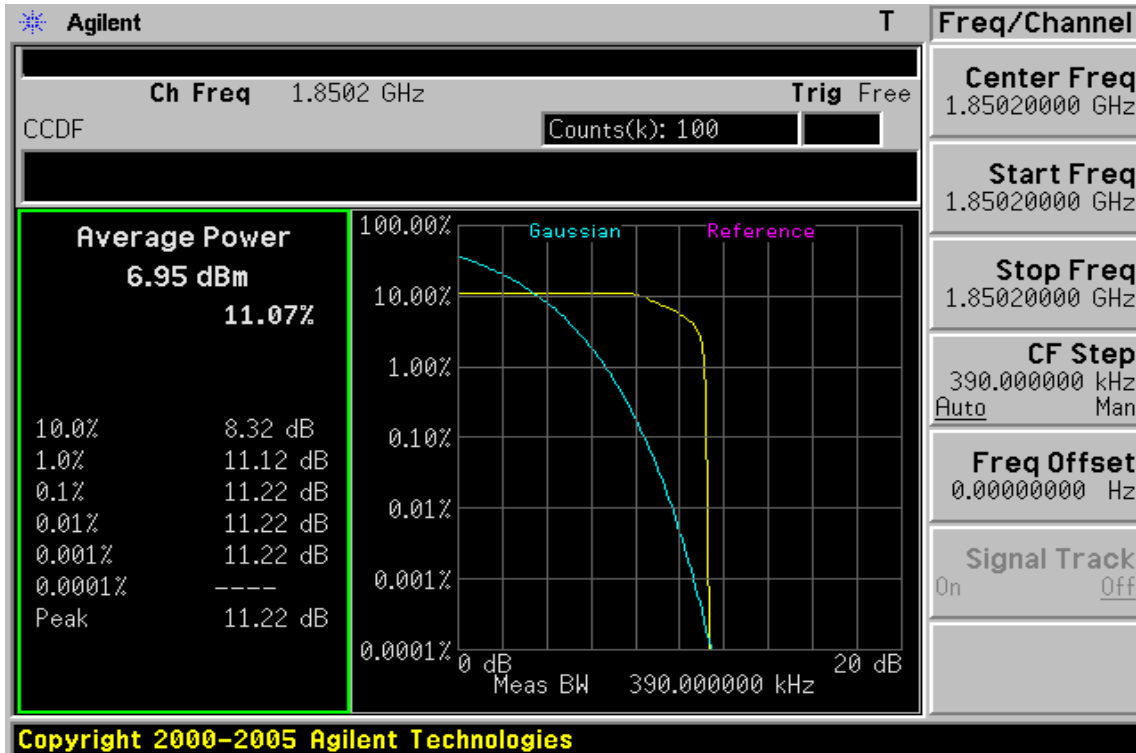 Agilent T Freq/Channel
Ch Freq 1.8502 GHz Trig Free
CCDF Counts(k): 100
Average Power
6.95 dBm
11.07%
10.0% 8.32 dB
1.0% 11.12 dB
0.1% 11.22 dB
0.01% 11.22 dB
0.001% 11.22 dB
0.0001% ----
Peak 11.22 dB
Gaussian Reference
100.00%
10.00%
1.00%
0.10%
0.01%
0.001%
0.0001%
0 dB 20 dB
Meas BW 390.000000 kHz
Center Freq
1.85020000 GHz
Start Freq
1.85020000 GHz
Stop Freq
1.85020000 GHz
CF Step
390.000000 kHz
Auto Man
Freq Offset
0.00000000 Hz
Signal Track
On Off
Copyright 2000-2005 Agilent Technologies